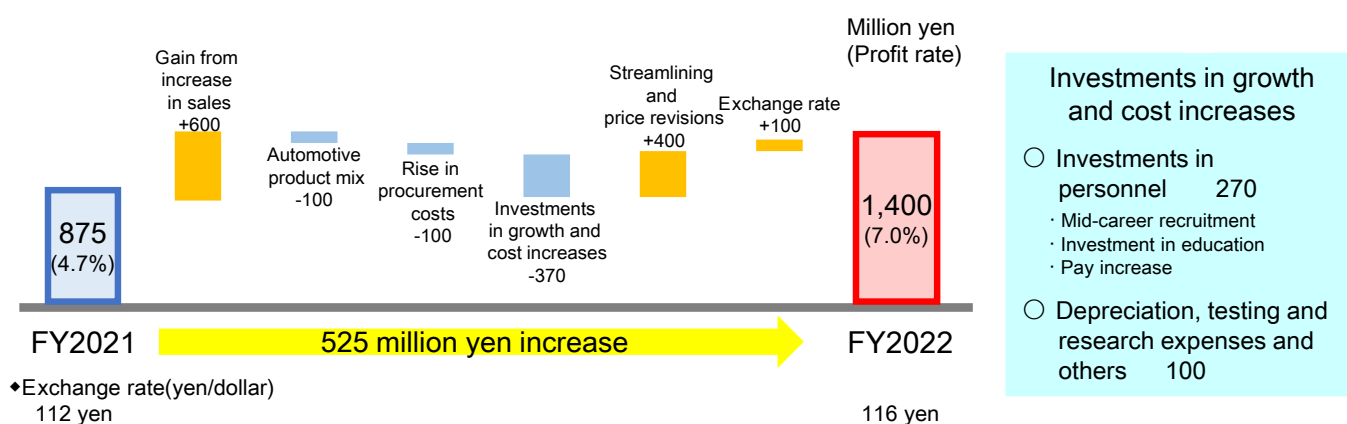 Million yen
(Profit rate)
Gain from
increase
in sales
+600
Automotive
product mix
-100
Rise in
procurement
costs
-100
Investments
in growth and
cost increases
-370
Streamlining
and
price revisions
+400
Exchange rate
+100
875
(4.7%)
1,400
(7.0%)
FY2021
525 million yen increase
FY2022
◆Exchange rate(yen/dollar)
112 yen
116 yen
Investments in growth
and cost increases
○ Investments in
personnel 270
· Mid-career recruitment
· Investment in education
· Pay increase
○ Depreciation, testing and
research expenses and
others 100